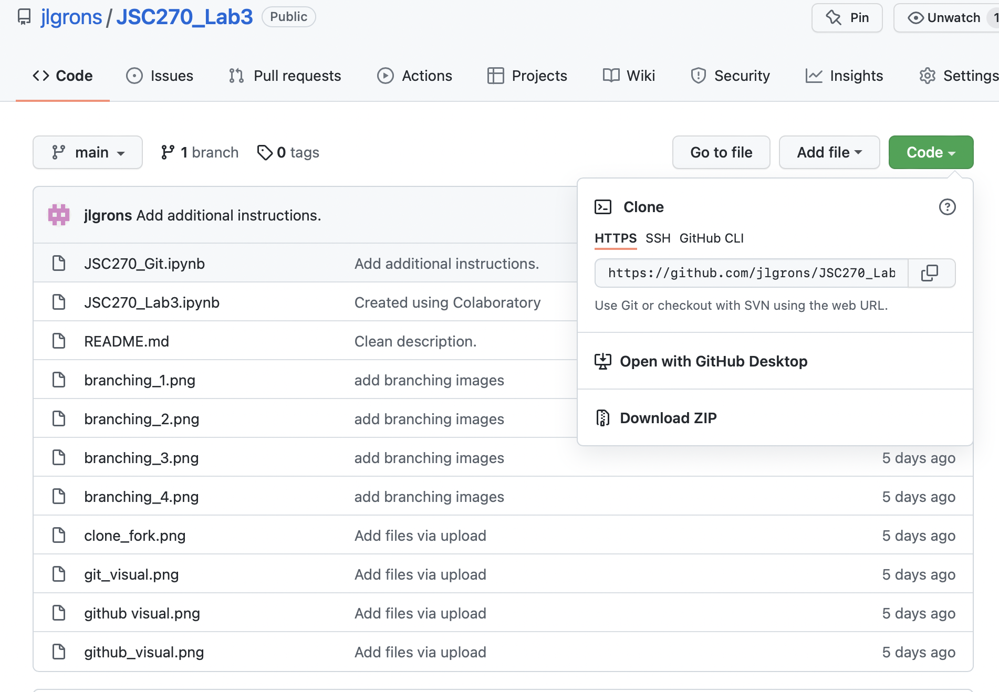 jlgrons / JSC270_Lab3 Public Pin Unwatch 1
Code Issues Pull requests Actions Projects Wiki Security Insights Settings
main 1 branch 0 tags Go to file Add file Code
jlgrons Add additional instructions.
Clone
HTTPS SSH GitHub CLI
https://github.com/jlgrons/JSC270_Lab
Use Git or checkout with SVN using the web URL.
Open with GitHub Desktop
Download ZIP
JSC270_Git.ipynb Add additional instructions.
JSC270_Lab3.ipynb Created using Colaboratory
README.md Clean description.
branching_1.png add branching images
branching_2.png add branching images
branching_3.png add branching images 5 days ago
branching_4.png add branching images 5 days ago
clone_fork.png Add files via upload 5 days ago
git_visual.png Add files via upload 5 days ago
github visual.png Add files via upload 5 days ago
github_visual.png Add files via upload 5 days ago